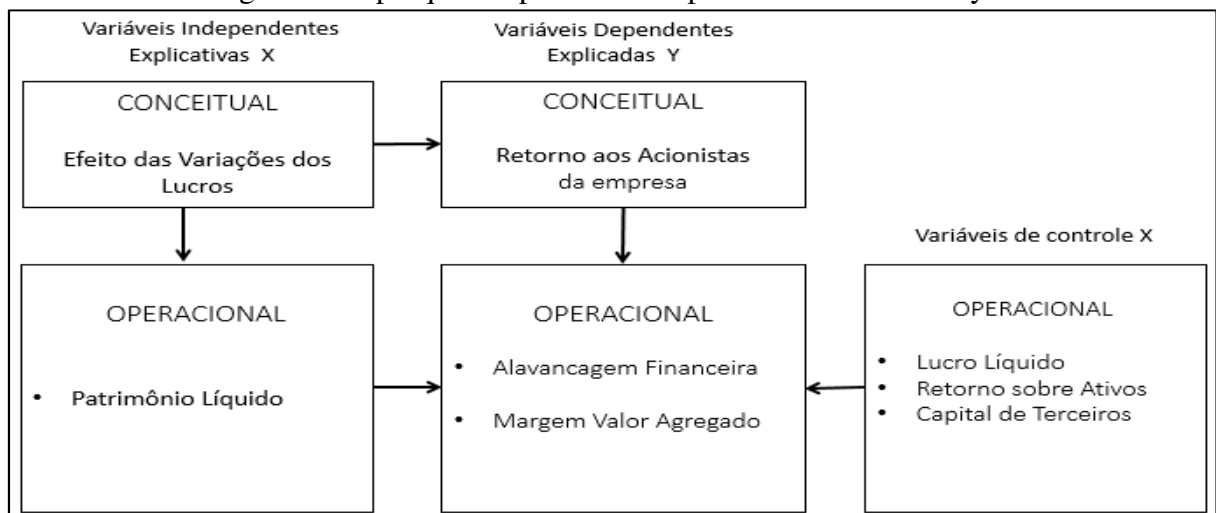 Variáveis Independentes
Explicativas X
Variáveis Dependentes
Explicadas Y
CONCEITUAL
Efeito das Variações dos
Lucros
CONCEITUAL
Retorno aos Acionistas
da empresa
Variáveis de controle X
OPERACIONAL
• Patrimônio Líquido
OPERACIONAL
• Alavancagem Financeira
• Margem Valor Agregado
OPERACIONAL
• Lucro Líquido
• Retorno sobre Ativos
• Capital de Terceiros